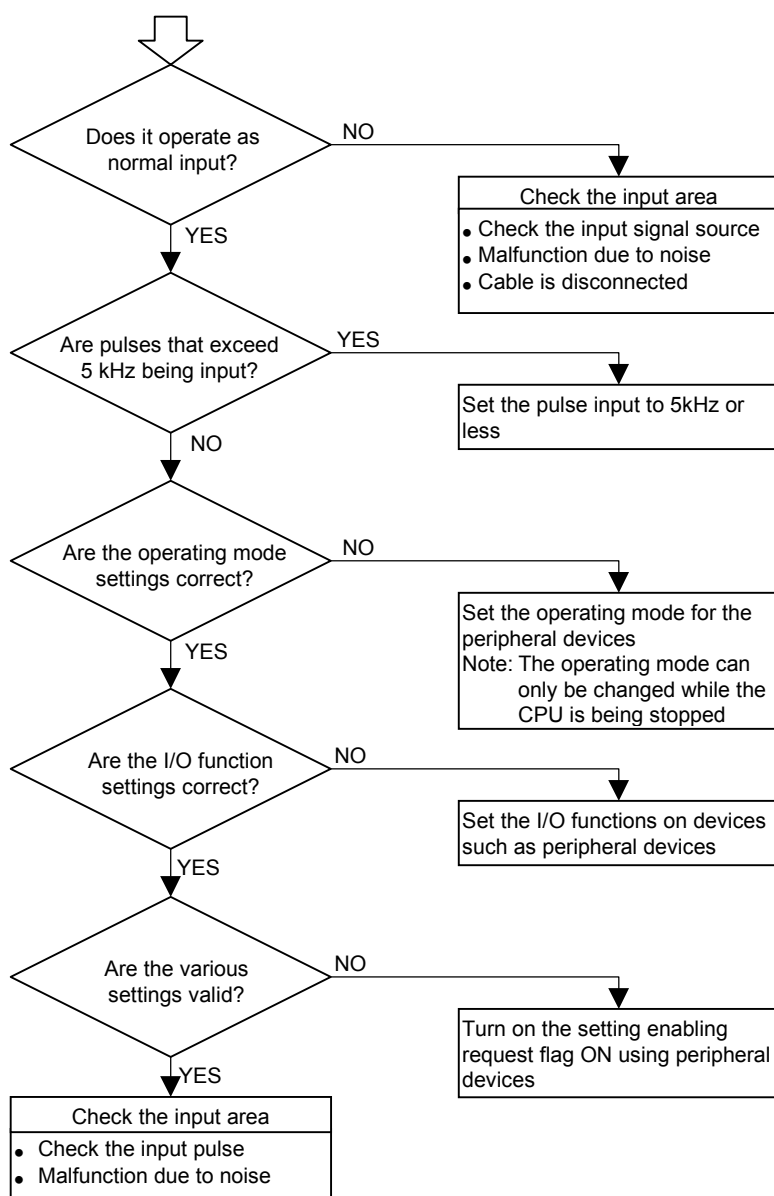 Does it operate as
normal input?
NO
YES
Check the input area
• Check the input signal source
• Malfunction due to noise
• Cable is disconnected
Are pulses that exceed
5 kHz being input?
YES
NO
Set the pulse input to 5kHz or
less
Are the operating mode
settings correct?
NO
YES
Set the operating mode for the
peripheral devices
Note: The operating mode can
only be changed while the
CPU is being stopped
Are the I/O function
settings correct?
NO
YES
Set the I/O functions on devices
such as peripheral devices
Are the various
settings valid?
NO
YES
Turn on the setting enabling
request flag ON using peripheral
devices
Check the input area
• Check the input pulse
• Malfunction due to noise